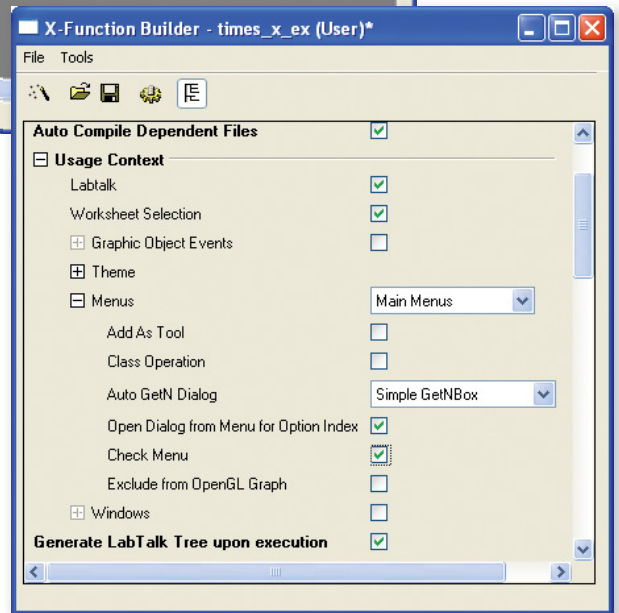 X-Function Builder - times_x_ex (User)*
File Tools
Auto Compile Dependent Files
Usage Context
Labtalk
Worksheet Selection
Graphic Object Events
Theme
Menus Main Menus
Add As Tool
Class Operation
Auto GetN Dialog Simple GetNBox
Open Dialog from Menu for Option Index
Check Menu
Exclude from OpenGL Graph
Windows
Generate LabTalk Tree upon execution